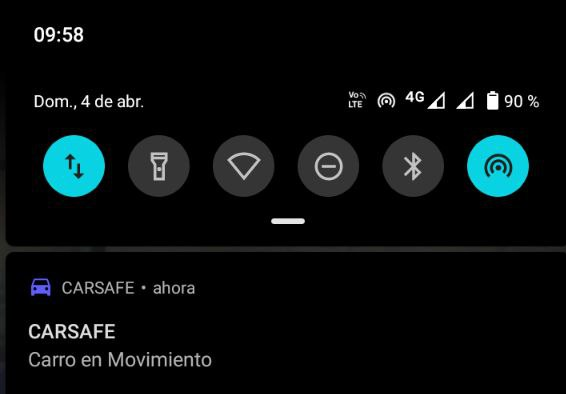 09:58
Dom., 4 de abr.
Vo LTE 4G 90 %
CARSAFE • ahora
CARSAFE
Carro en Movimiento